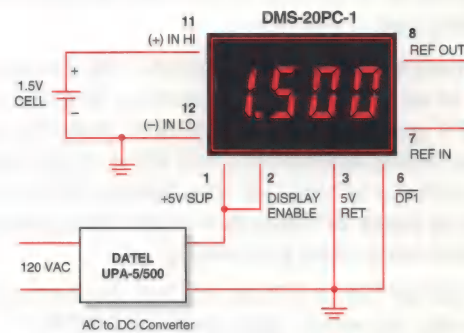 DMS-20PC-1
11
(+) IN HI
8
REF OUT
1.500
+
1.5V
CELL
–
12
(–) IN LO
7
REF IN
1
+5V SUP
2
DISPLAY
ENABLE
3
5V
RET
6
DP1
120 VAC
DATEL
UPA-5/500
AC to DC Converter